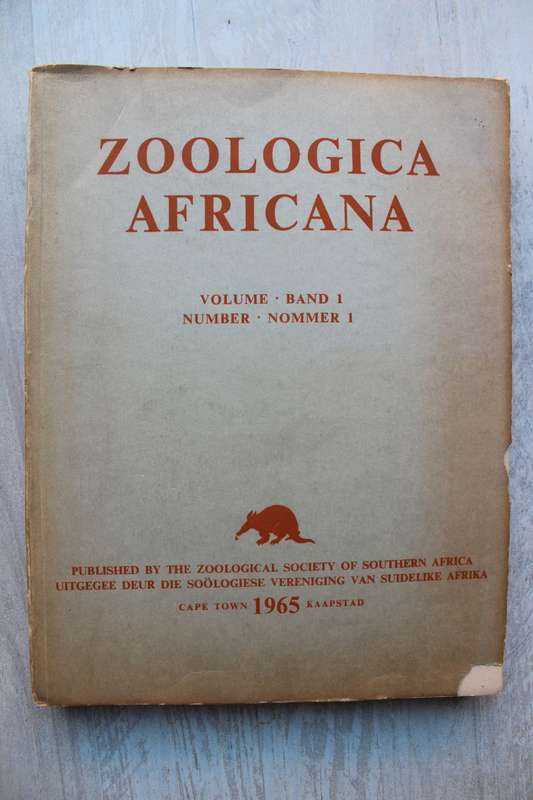 ZOOLOGICA
AFRICANA
VOLUME · BAND 1
NUMBER · NOMMER 1
PUBLISHED BY THE ZOOLOGICAL SOCIETY OF SOUTHERN AFRICA
UITGEGEE DEUR DIE SOÖLOGIESE VERENIGING VAN SUIDELIKE AFRIKA
CAPE TOWN 1965 KAAPSTAD